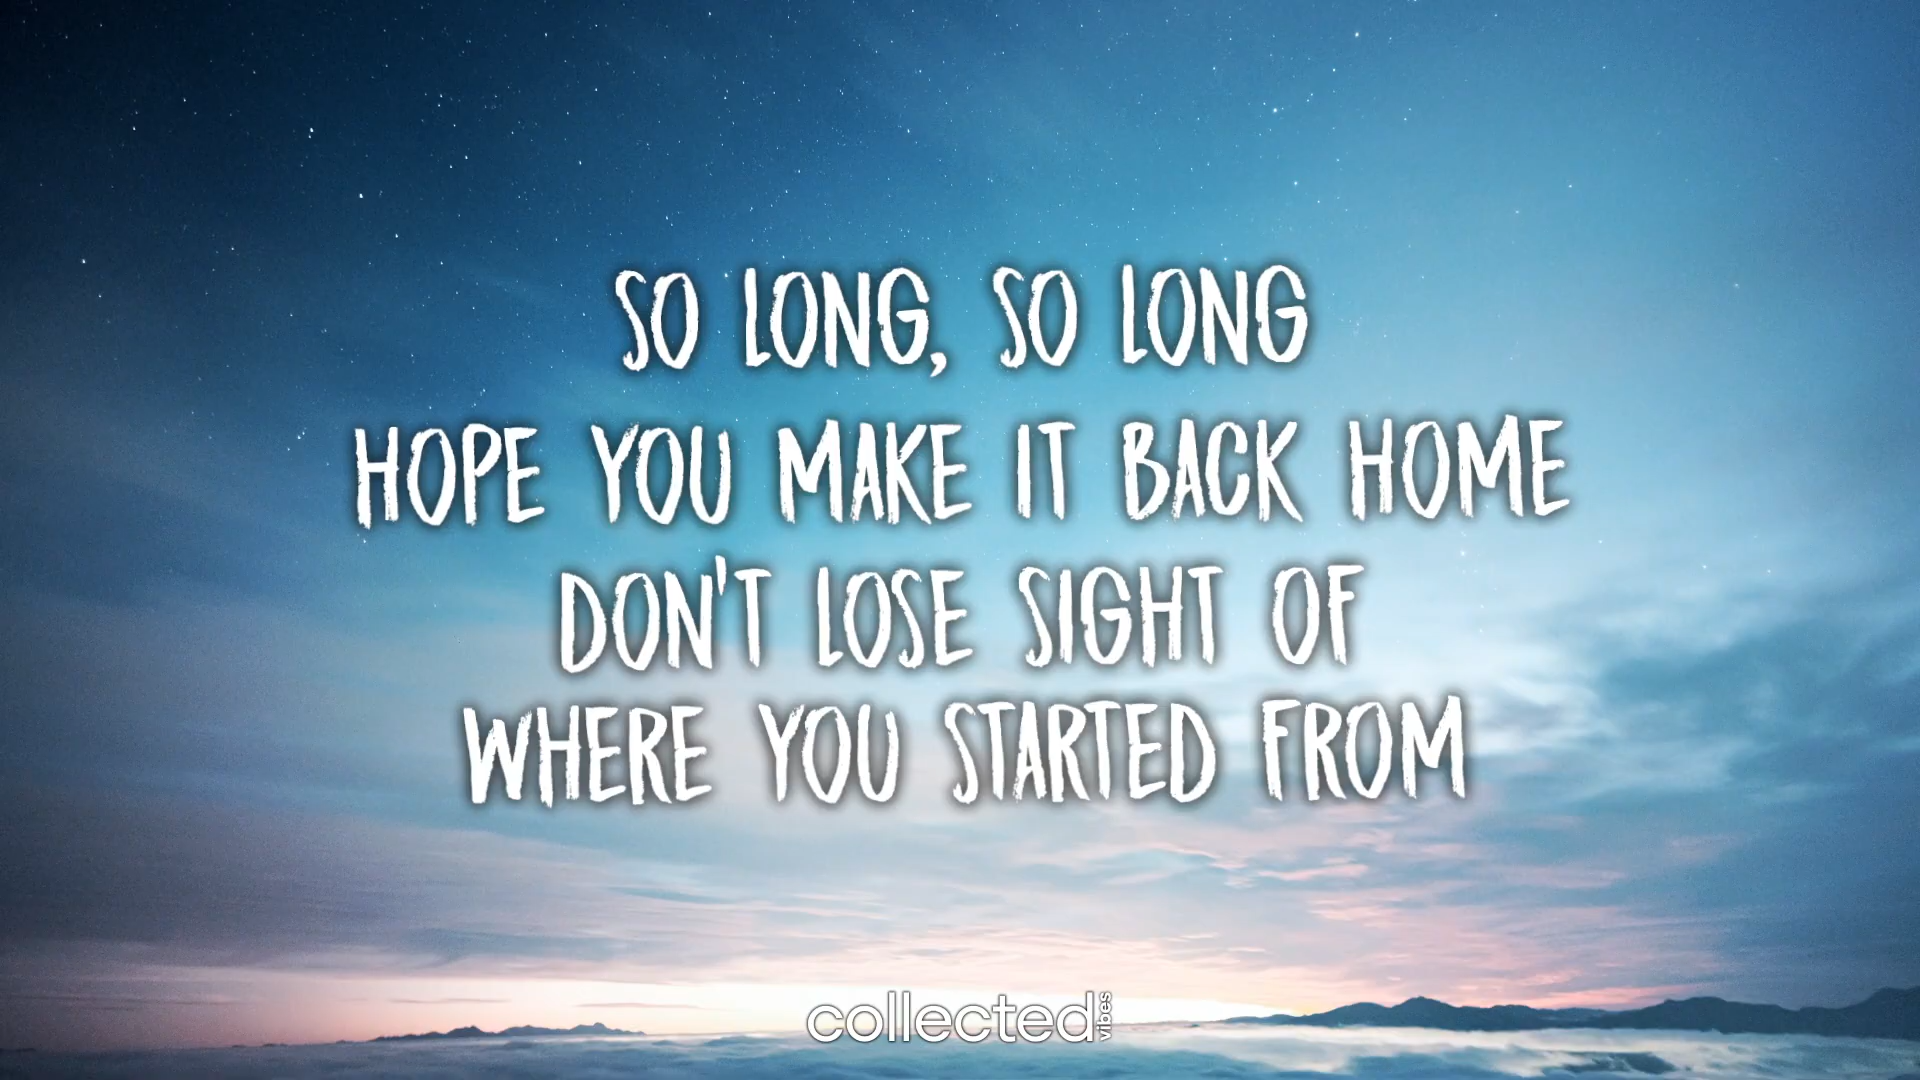 SO LONG, SO LONG
HOPE YOU MAKE IT BACK HOME
DON'T LOSE SIGHT OF
WHERE YOU STARTED FROM
collected vibes